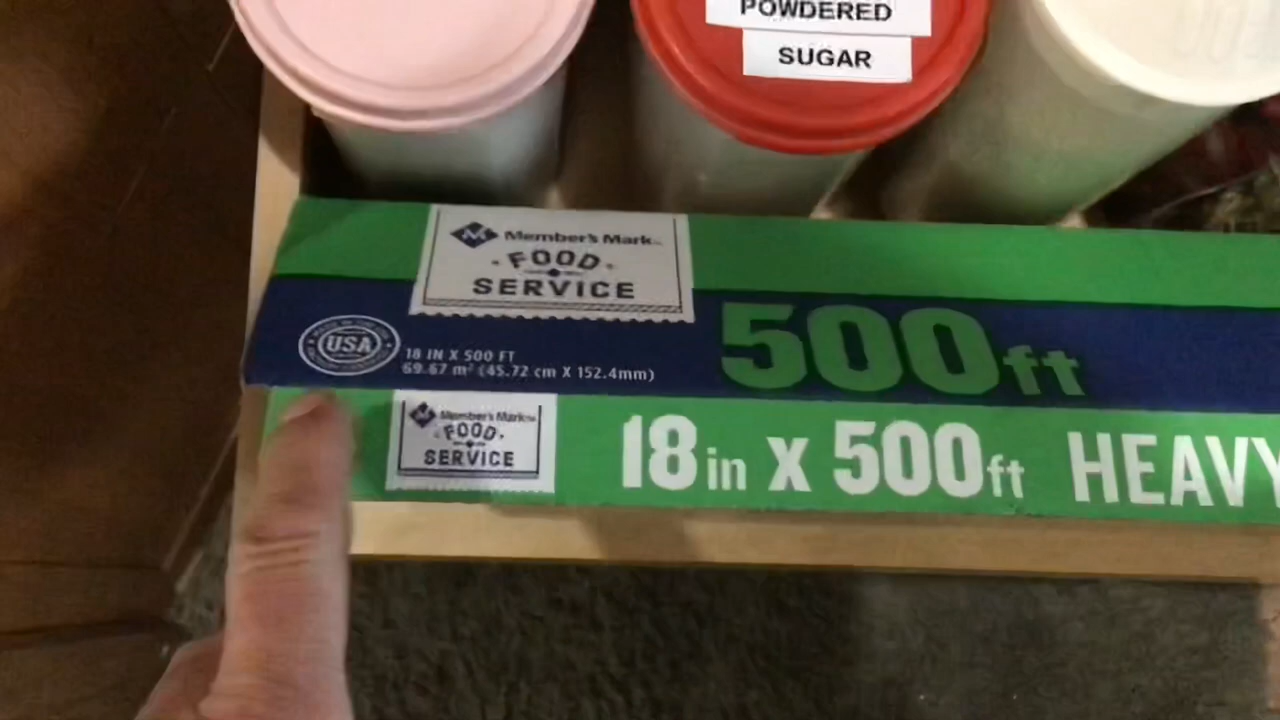 POWDERED
SUGAR
Member's Mark
FOOD
SERVICE
500ft
USA
18 IN X 500 FT
69.67 m² (45.72 cm X 152.4mm)
Member's Mark
FOOD
SERVICE
18in X 500ft HEAVY